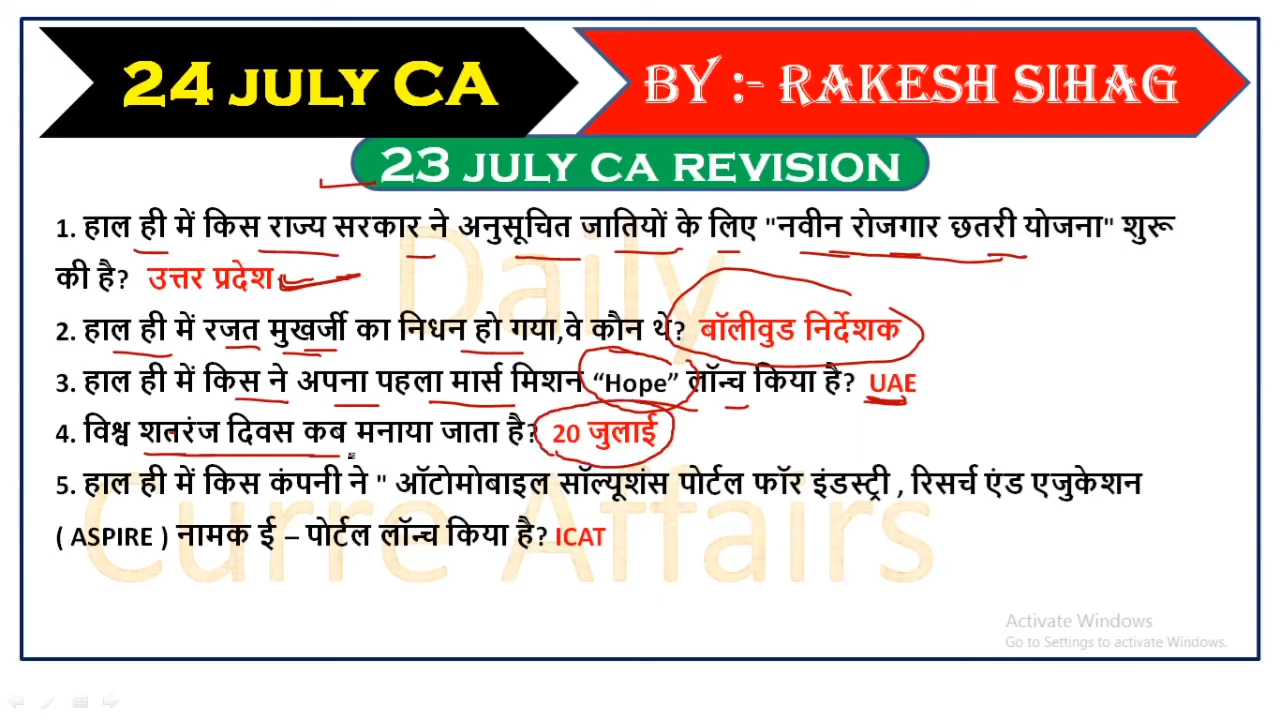 24 JULY CA
BY :- RAKESH SIHAG
23 JULY CA REVISION
1. हाल ही में किस राज्य सरकार ने अनुसूचित जातियों के लिए "नवीन रोजगार छतरी योजना" शुरू
की है? उत्तर प्रदेश
2. हाल ही में रजत मुखर्जी का निधन हो गया,वे कौन थे? बॉलीवुड निर्देशक
3. हाल ही में किस ने अपना पहला मार्स मिशन “Hope” लॉन्च किया है? UAE
4. विश्व शतरंज दिवस कब मनाया जाता है? 20 जुलाई
5. हाल ही में किस कंपनी ने " ऑटोमोबाइल सॉल्यूशंस पोर्टल फॉर इंडस्ट्री , रिसर्च एंड एजुकेशन
( ASPIRE ) नामक ई – पोर्टल लॉन्च किया है? ICAT
Daily
Curre Affairs
Activate Windows
Go to Settings to activate Windows.